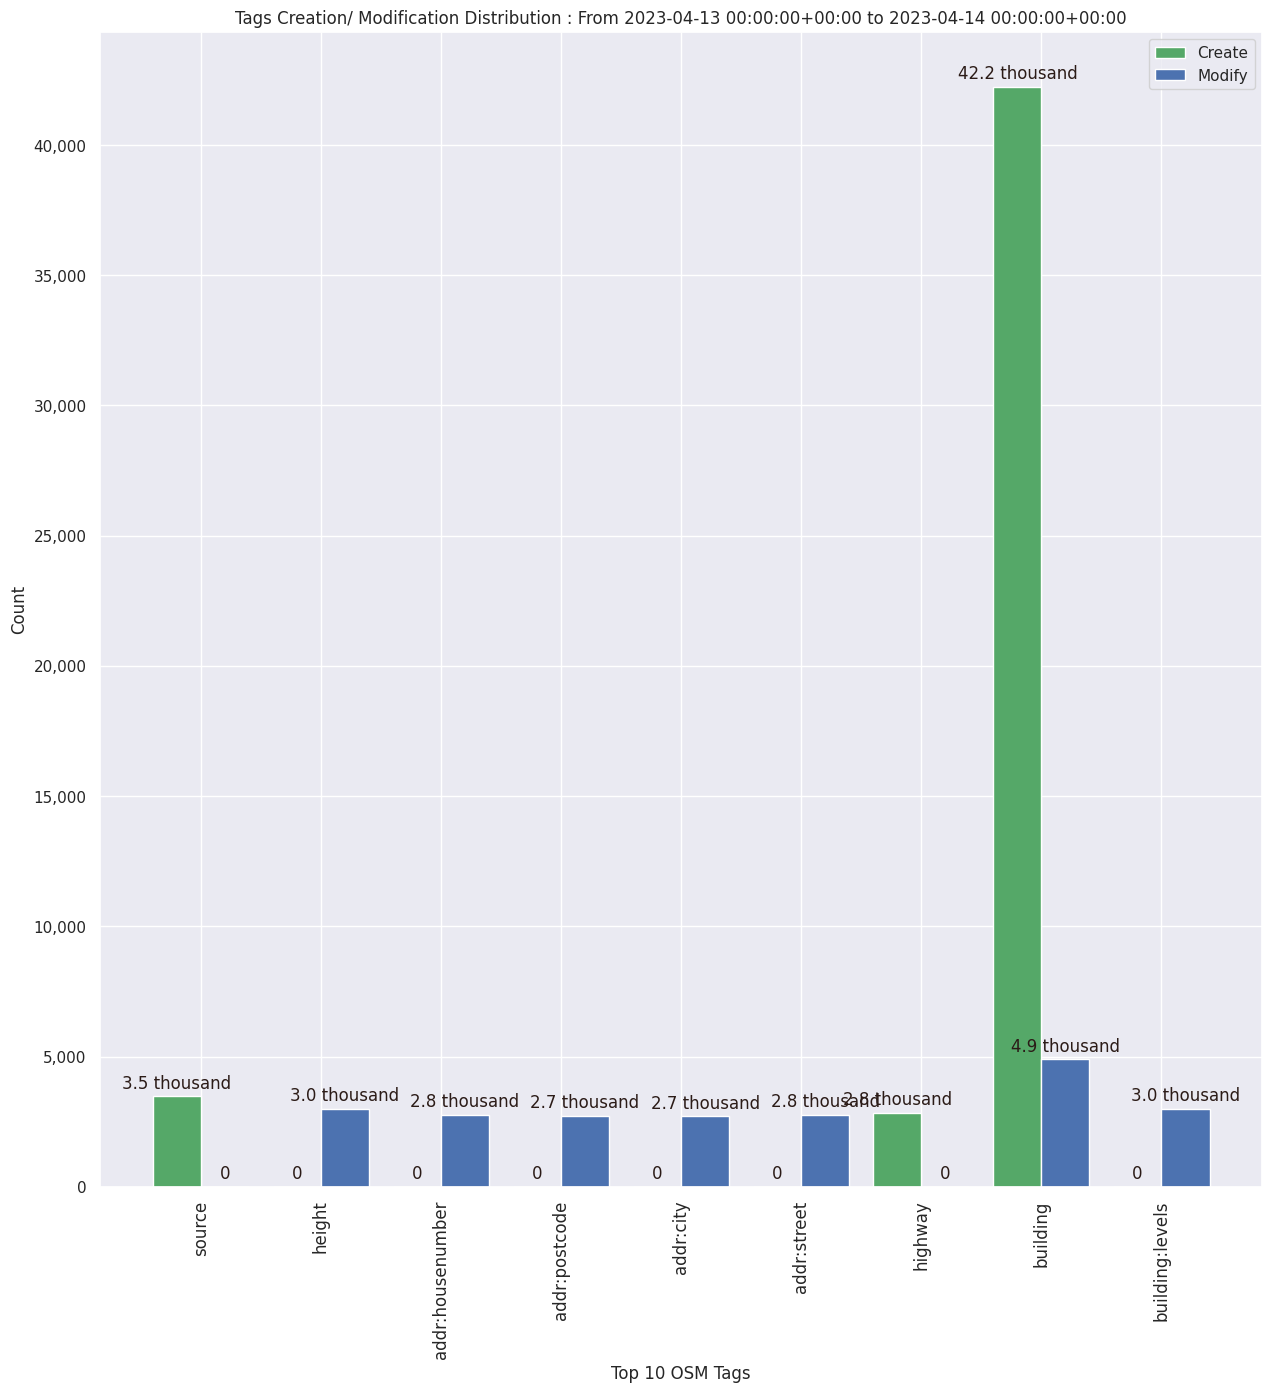 Tags Creation/ Modification Distribution : From 2023-04-13 00:00:00+00:00 to 2023-04-14 00:00:00+00:00
Create
Modify
42.2 thousand
40,000
35,000
30,000
25,000
20,000
15,000
10,000
5,000
0
Count
3.5 thousand
0
0
3.0 thousand
0
2.8 thousand
0
2.7 thousand
0
2.7 thousand
0
2.8 thousand
2.8 thousand
0
4.9 thousand
0
3.0 thousand
source
height
addr:housenumber
addr:postcode
addr:city
addr:street
highway
building
building:levels
Top 10 OSM Tags